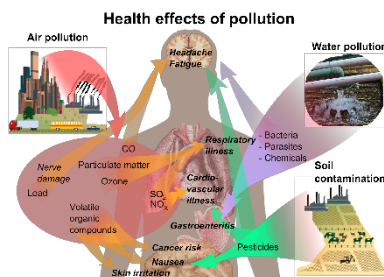 Health effects of pollution
Air pollution
Water pollution
Headache
Fatigue
CO
Particulate matter
Ozone
Nerve
damage
Load
Volatile
organic
compounds
SO₂
NOₓ
Respiratory
illness
Cardio-
vascular
illness
Gastroenteritis
Cancer risk
Nausea
Skin irritation
- Bacteria
- Parasites
- Chemicals
Soil
contamination
Pesticides